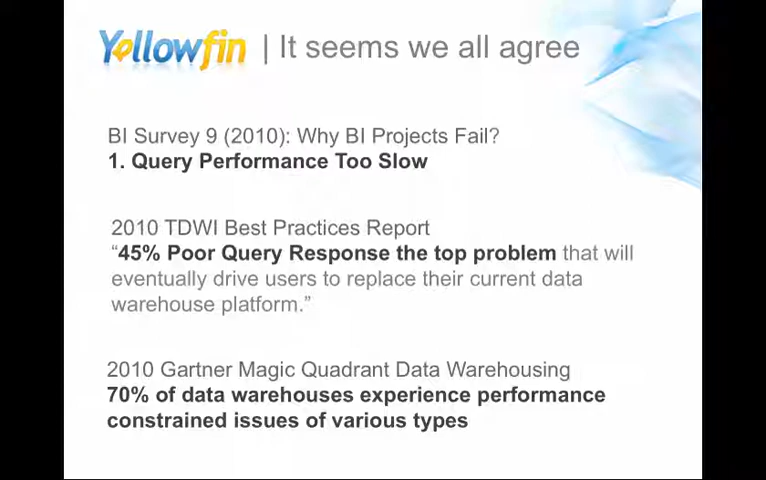 Yellowfin | It seems we all agree
BI Survey 9 (2010): Why BI Projects Fail?
1. Query Performance Too Slow
2010 TDWI Best Practices Report
“45% Poor Query Response the top problem that will
eventually drive users to replace their current data
warehouse platform.”
2010 Gartner Magic Quadrant Data Warehousing
70% of data warehouses experience performance
constrained issues of various types